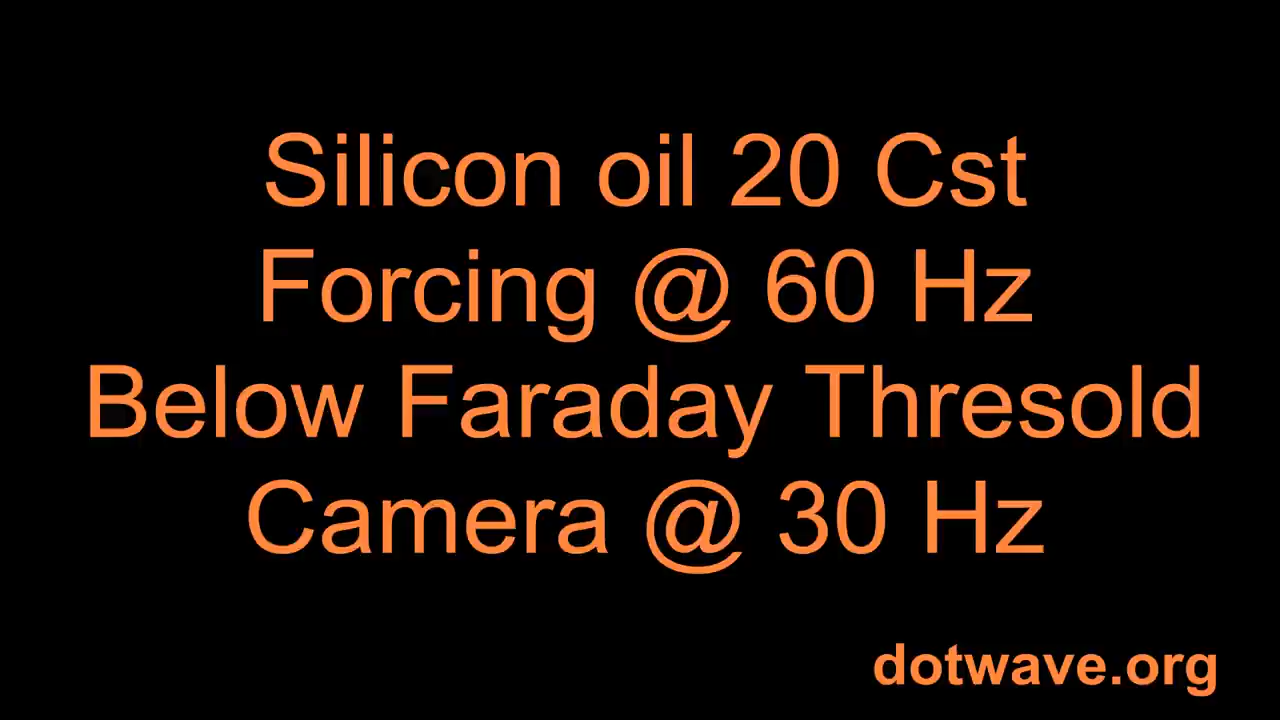 Silicon oil 20 Cst
Forcing @ 60 Hz
Below Faraday Thresold
Camera @ 30 Hz
dotwave.org